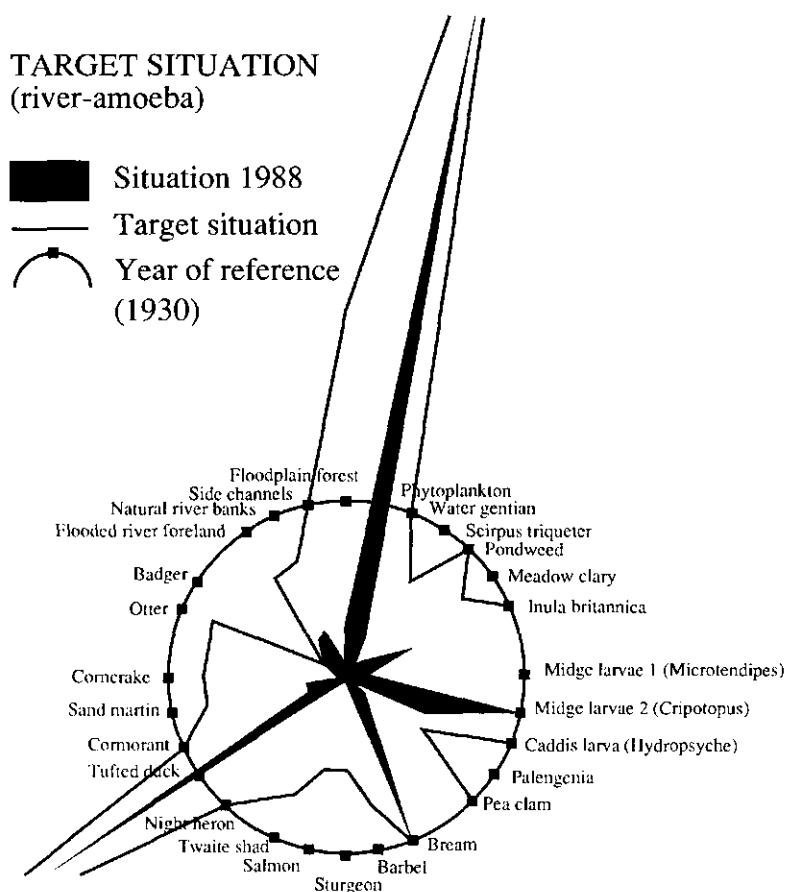 TARGET SITUATION
(river-amoeba)
Situation 1988
Target situation
Year of reference
(1930)
Floodplain forest
Side channels
Natural river banks
Flooded river foreland
Badger
Otter
Corncrake
Sand martin
Cormorant
Tufted duck
Night heron
Twaite shad
Salmon
Sturgeon
Barbel
Bream
Pea clam
Palengenia
Caddis larva (Hydropsyche)
Midge larvae 2 (Cripotopus)
Midge larvae 1 (Microtendipes)
Inula britannica
Meadow clary
Pondweed
Scirpus triqueter
Water gentian
Phytoplankton